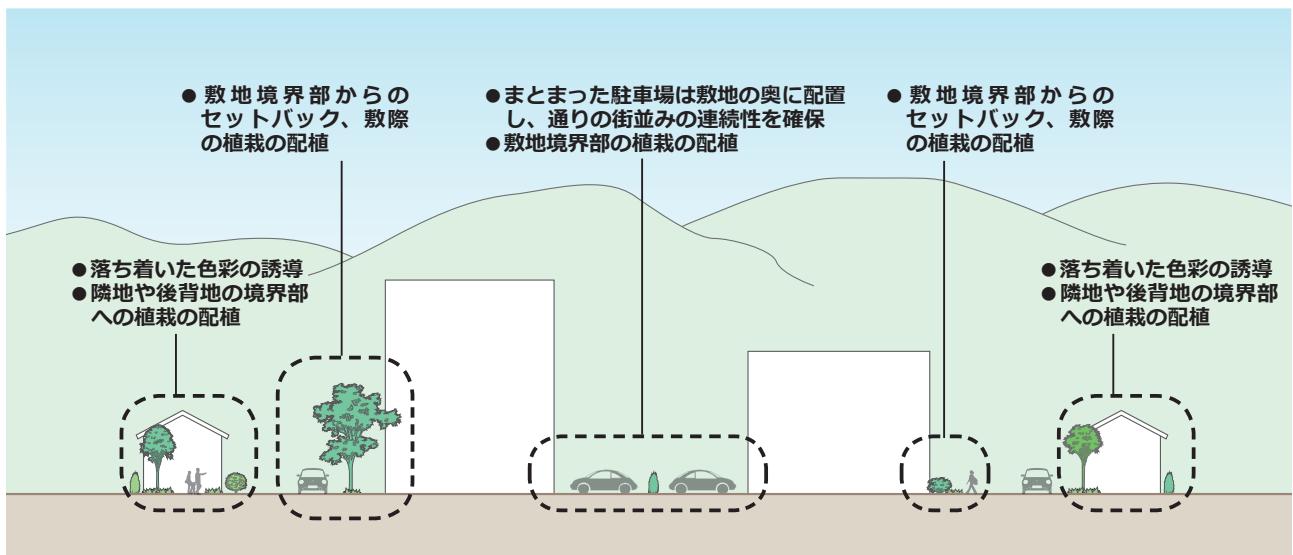 ● 敷地境界部からの
セットバック、敷際
の植栽の配植
● まとまった駐車場は敷地の奥に配置
し、通りの街並みの連続性を確保
● 敷地境界部の植栽の配植
● 敷地境界部からの
セットバック、敷際
の植栽の配植
● 落ち着いた色彩の誘導
● 隣地や後背地の境界部
への植栽の配植
● 落ち着いた色彩の誘導
● 隣地や後背地の境界部
への植栽の配植